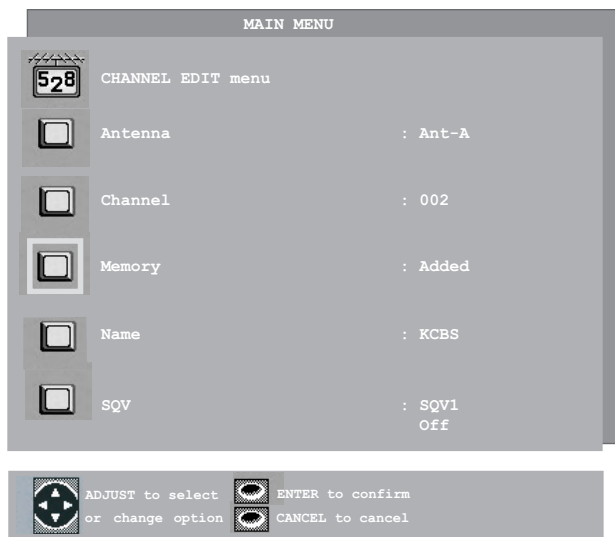 MAIN MENU
528
CHANNEL EDIT menu
Antenna : Ant-A
Channel : 002
Memory : Added
Name : KCBS
SQV : SQV1
Off
ADJUST to select ENTER to confirm
or change option CANCEL to cancel